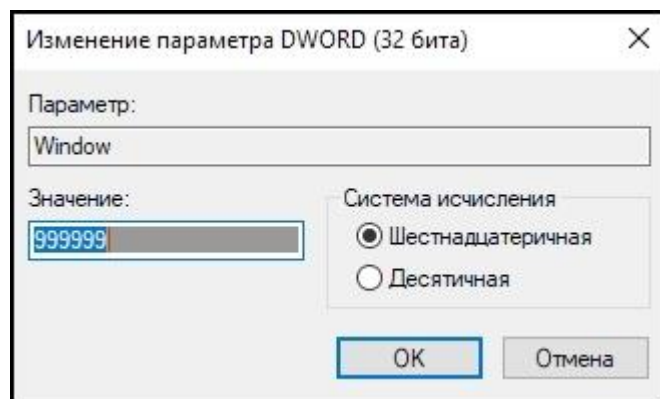 Изменение параметра DWORD (32 бита)
Параметр:
Window
Значение:
999999
Система исчисления
Шестнадцатеричная
Десятичная
OK
Отмена